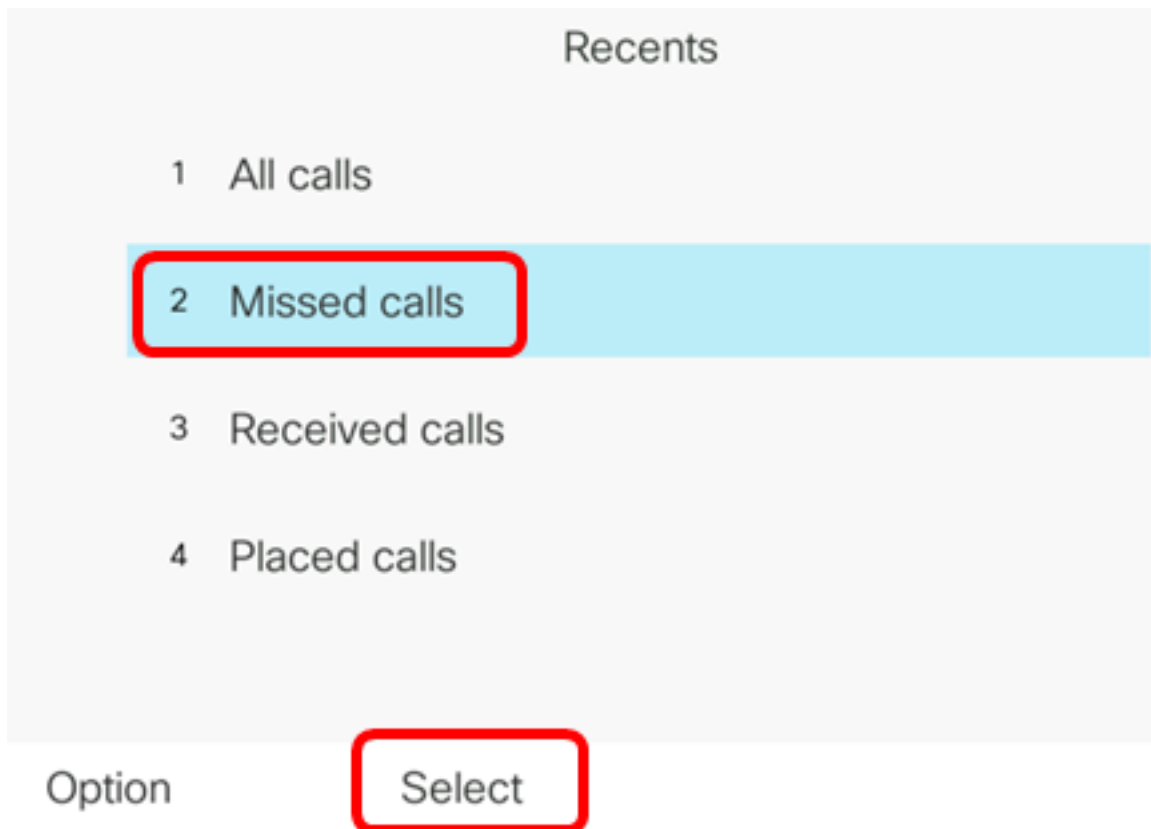 Recents
1 All calls
2 Missed calls
3 Received calls
4 Placed calls
Option Select